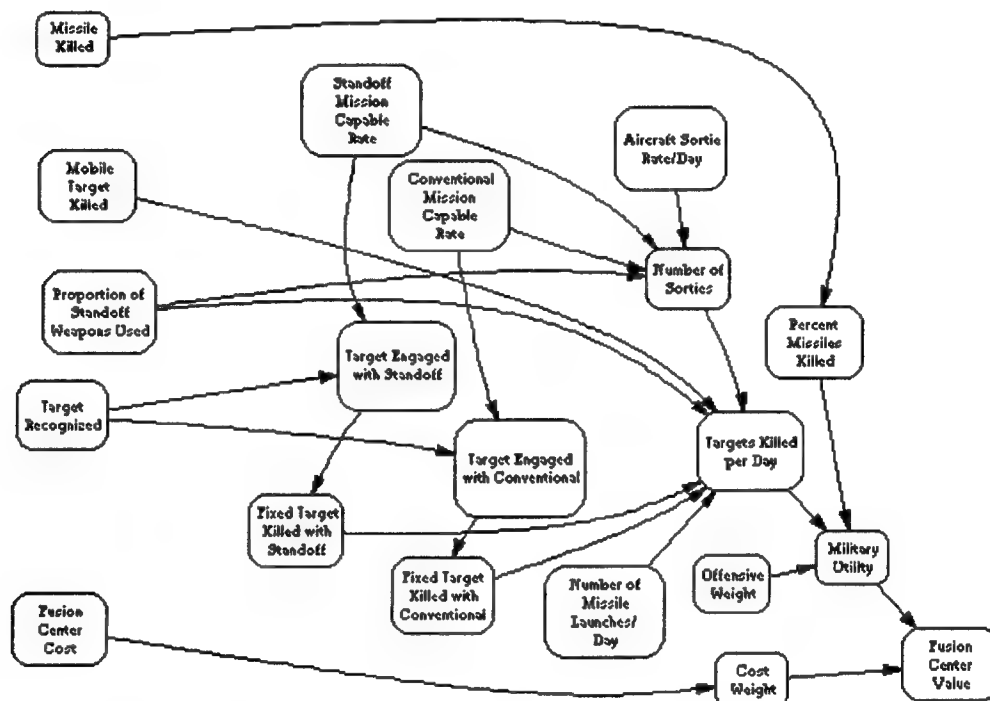 Missile
Killed
Standoff
Mission
Capable
Rate
Aircraft Sortie
Rate/Day
Mobile
Target
Killed
Conventional
Mission
Capable
Rate
Number of
Sorties
Proportion of
Standoff
Weapons Used
Percent
Missiles
Killed
Target Engaged
with Standoff
Target
Recognized
Target Engaged
with Conventional
Targets Killed
per Day
Fixed Target
Killed with
Standoff
Fixed Target
Killed with
Conventional
Number of
Missile
Launches/
Day
Offensive
Weight
Military
Utility
Fusion
Center
Cost
Cost
Weight
Fusion
Center
Value